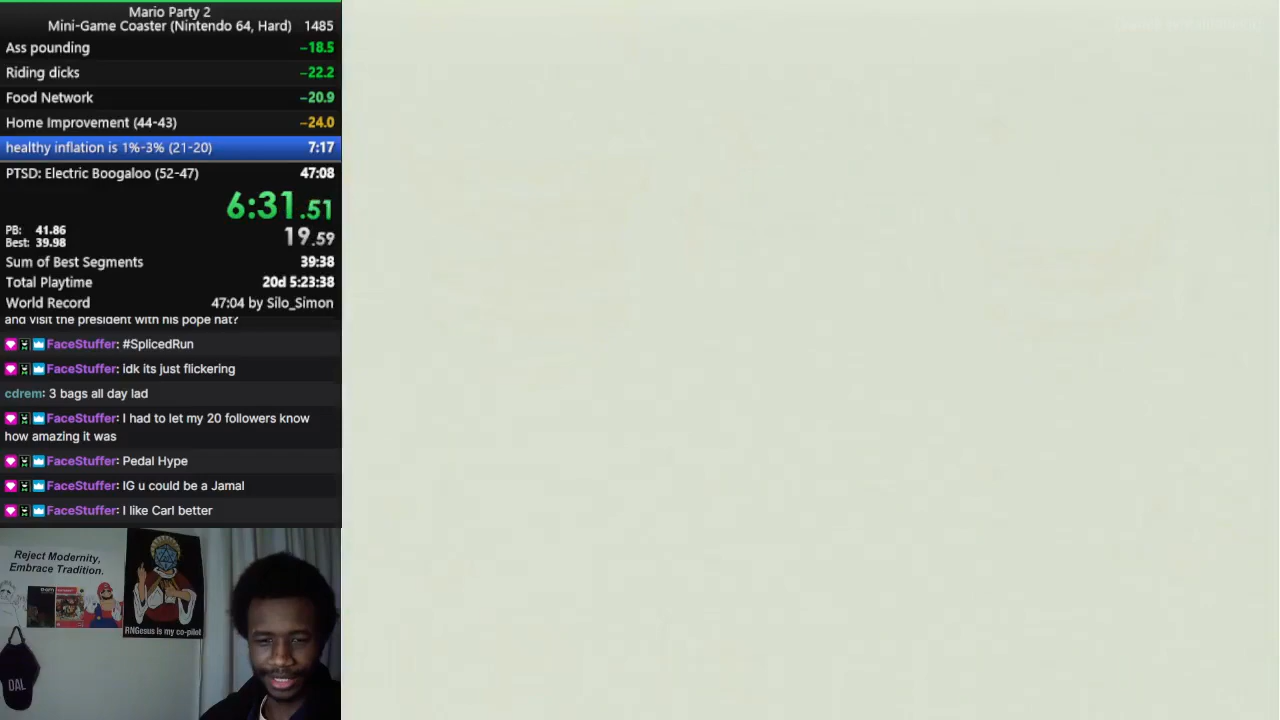 Mario Party 2
Mini-Game Coaster (Nintendo 64, Hard) 1485
Ass pounding −18.5
Riding dicks −22.2
Food Network −20.9
Home Improvement (44-43) −24.0
healthy inflation is 1%-3% (21-20) 7:17
PTSD: Electric Boogaloo (52-47) 47:08
6:31.51
PB: 41.86
Best: 39.98
19.59
Sum of Best Segments 39:38
Total Playtime 20d 5:23:38
World Record 47:04 by Silo_Simon
and visit the president with his pope hat?
FaceStuffer: #SplicedRun
FaceStuffer: idk its just flickering
cdrem: 3 bags all day lad
FaceStuffer: I had to let my 20 followers know
how amazing it was
FaceStuffer: Pedal Hype
FaceStuffer: IG u could be a Jamal
FaceStuffer: I like Carl better
Reject Modernity,
Embrace Tradition.
RNGesus is my co-pilot
DAL